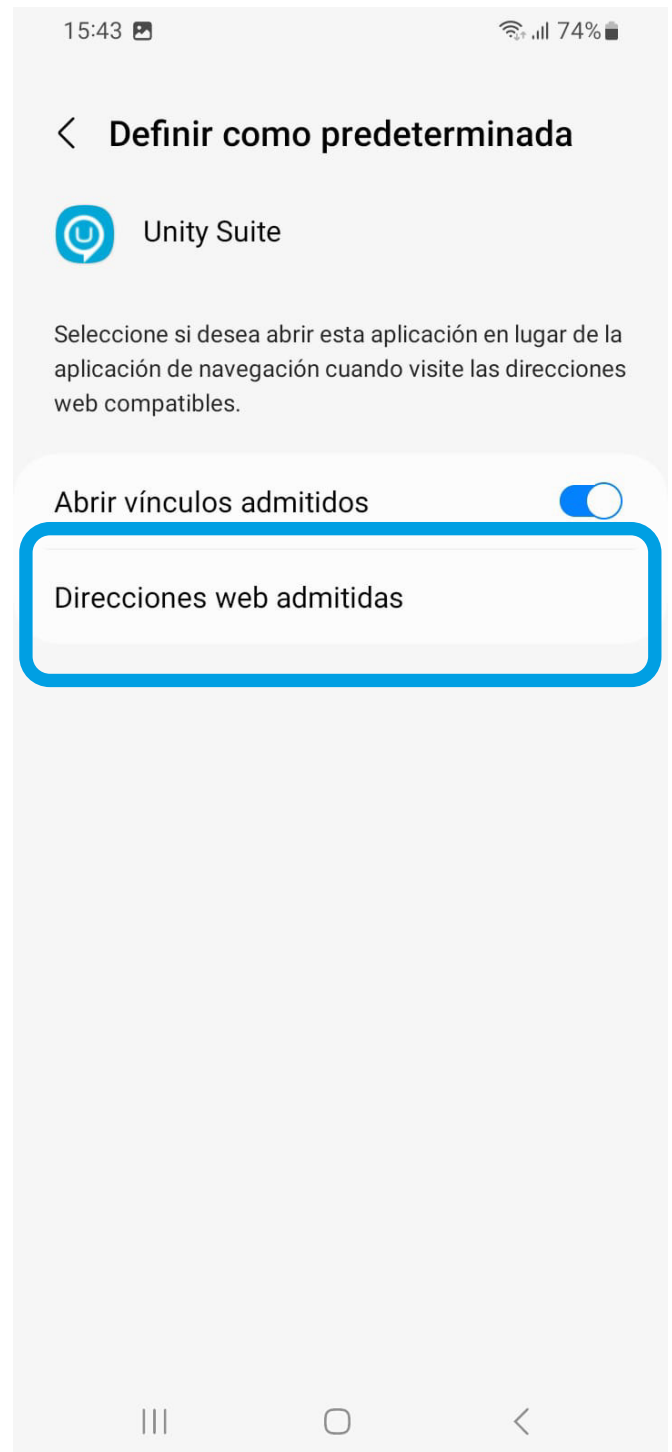 15:43 74%
Definir como predeterminada
Unity Suite
Seleccione si desea abrir esta aplicación en lugar de la
aplicación de navegación cuando visite las direcciones
web compatibles.
Abrir vínculos admitidos
Direcciones web admitidas